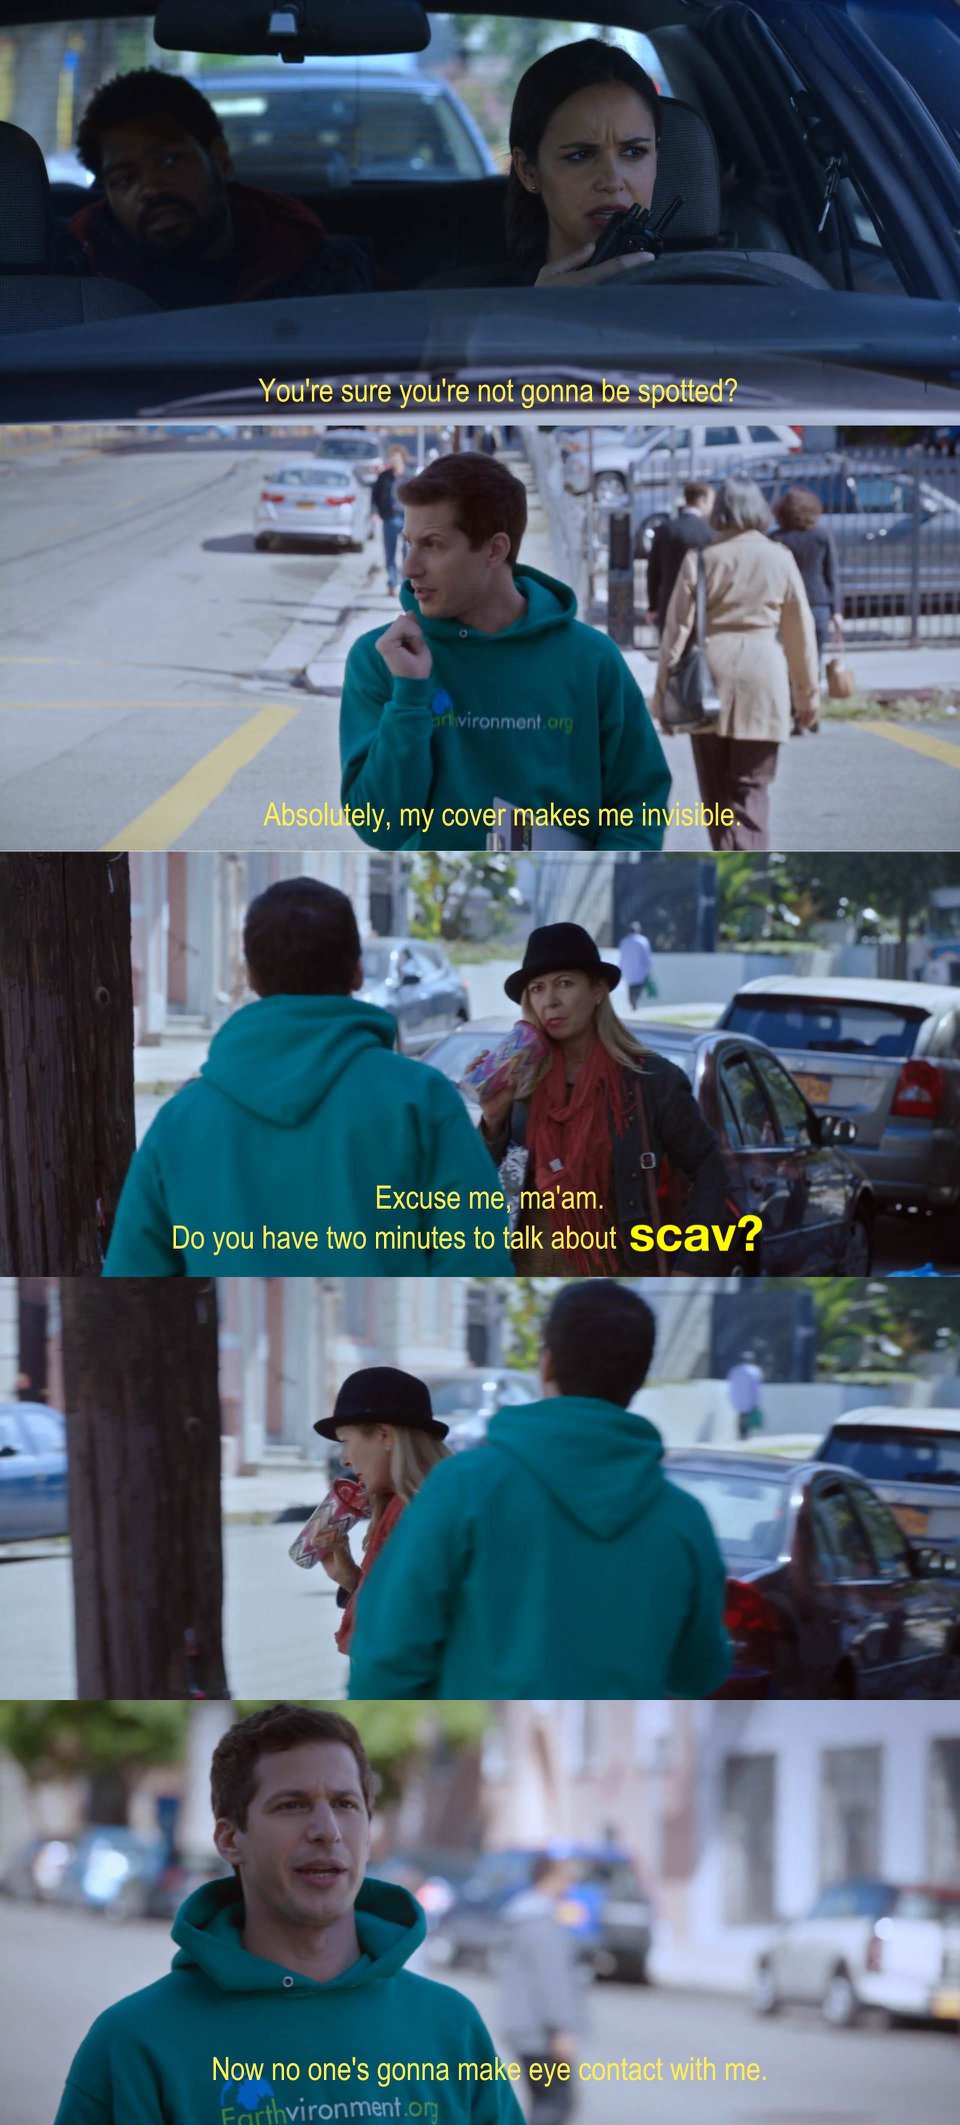 You're sure you're not gonna be spotted?
Earthvironment.org
Absolutely, my cover makes me invisible.
Excuse me, ma'am.
Do you have two minutes to talk about scav?
Now no one's gonna make eye contact with me.
Earthvironment.org